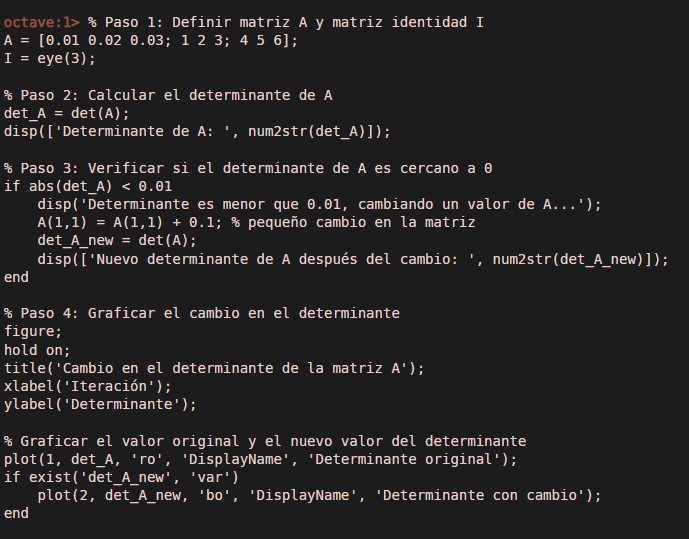 octave:1> % Paso 1: Definir matriz A y matriz identidad I
A = [0.01 0.02 0.03; 1 2 3; 4 5 6];
I = eye(3);

% Paso 2: Calcular el determinante de A
det_A = det(A);
disp(['Determinante de A: ', num2str(det_A)]);

% Paso 3: Verificar si el determinante de A es cercano a 0
if abs(det_A) < 0.01
    disp('Determinante es menor que 0.01, cambiando un valor de A...');
    A(1,1) = A(1,1) + 0.1; % pequeño cambio en la matriz
    det_A_new = det(A);
    disp(['Nuevo determinante de A después del cambio: ', num2str(det_A_new)]);
end

% Paso 4: Graficar el cambio en el determinante
figure;
hold on;
title('Cambio en el determinante de la matriz A');
xlabel('Iteración');
ylabel('Determinante');

% Graficar el valor original y el nuevo valor del determinante
plot(1, det_A, 'ro', 'DisplayName', 'Determinante original');
if exist('det_A_new', 'var')
    plot(2, det_A_new, 'bo', 'DisplayName', 'Determinante con cambio');
end